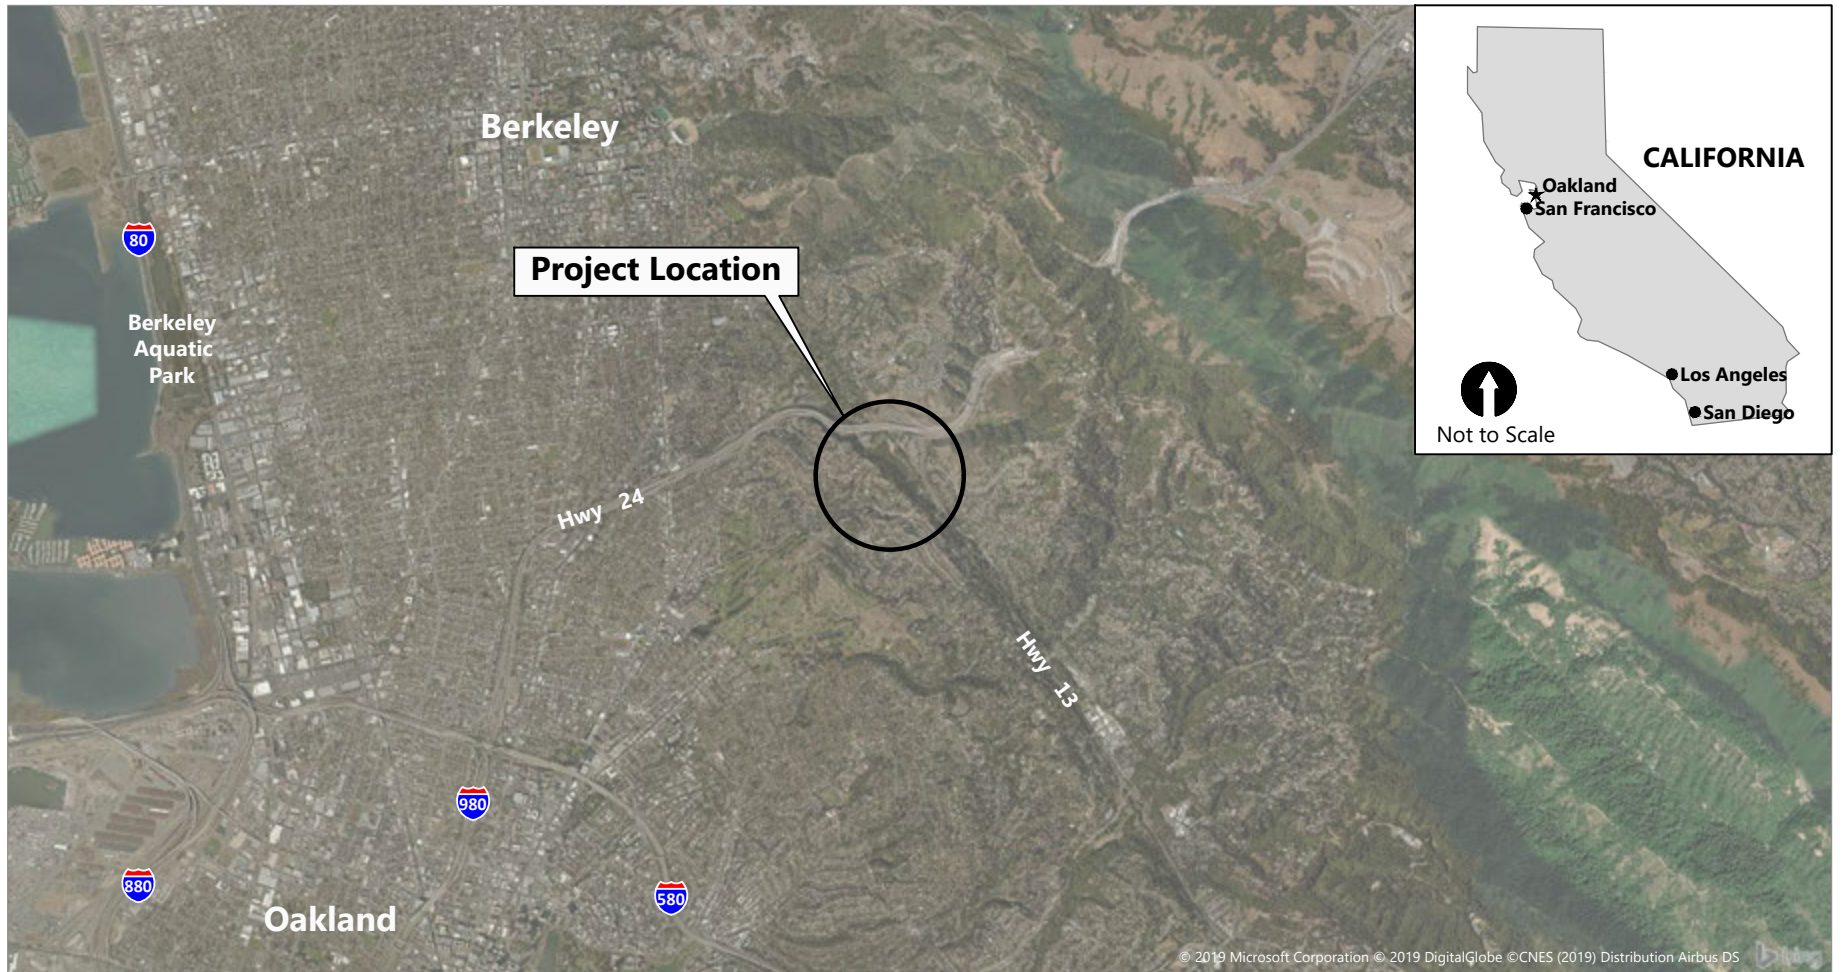 Berkeley
80
Project Location
Berkeley
Aquatic
Park
Hwy 24
Hwy 13
980
880
580
Oakland
CALIFORNIA
Oakland
San Francisco
Los Angeles
San Diego
Not to Scale
© 2019 Microsoft Corporation © 2019 DigitalGlobe ©CNES (2019) Distribution Airbus DS
bing